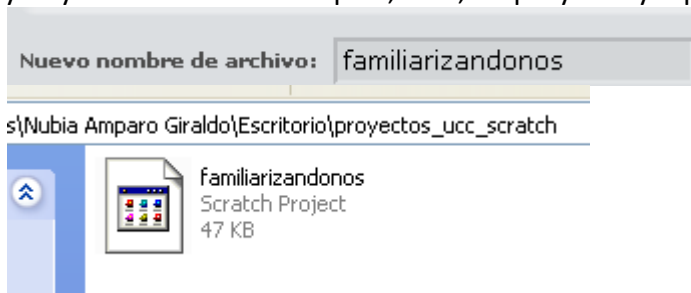 Nuevo nombre de archivo: familiarizandonos
s\Nubia Amparo Giraldo\Escritorio\proyectos_ucc_scratch
familiarizandonos
Scratch Project
47 KB